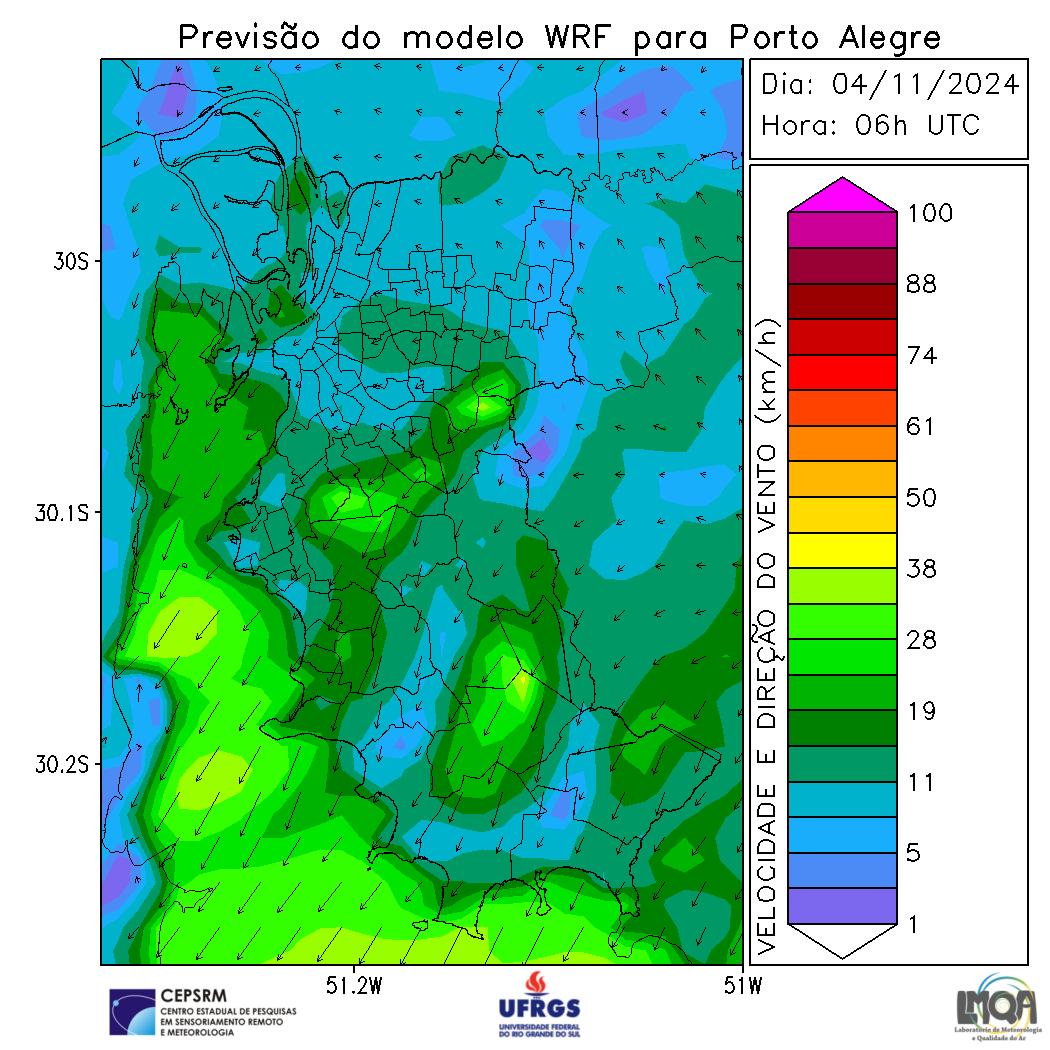 Previsão do modelo WRF para Porto Alegre
Dia: 04/11/2024
Hora: 06h UTC
30S
30.1S
30.2S
51.2W
51W
VELOCIDADE E DIREÇÃO DO VENTO (km/h)
100
88
74
61
50
38
28
19
11
5
1
CEPSRM
CENTRO ESTADUAL DE PESQUISAS
EM SENSORIAMENTO REMOTO
E METEOROLOGIA
UFRGS
UNIVERSIDADE FEDERAL
DO RIO GRANDE DO SUL
LMQA
Laboratório de Meteorologia
e Qualidade do Ar